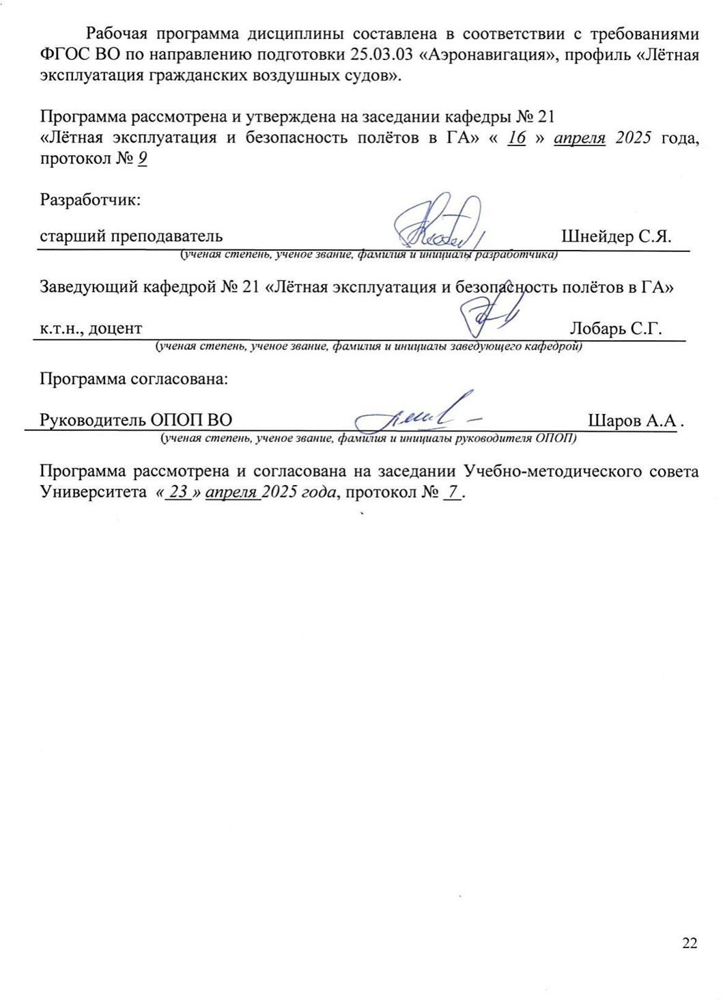 Рабочая программа дисциплины составлена в соответствии с требованиями
ФГОС ВО по направлению подготовки 25.03.03 «Аэронавигация», профиль «Лётная
эксплуатация гражданских воздушных судов».
Программа рассмотрена и утверждена на заседании кафедры № 21
«Лётная эксплуатация и безопасность полётов в ГА» « 16 » апреля 2025 года,
протокол № 9
Разработчик:
старший преподаватель Шнейдер С.Я.
(ученая степень, ученое звание, фамилия и инициалы разработчика)
Заведующий кафедрой № 21 «Лётная эксплуатация и безопасность полётов в ГА»
к.т.н., доцент Лобарь С.Г.
(ученая степень, ученое звание, фамилия и инициалы заведующего кафедрой)
Программа согласована:
Руководитель ОПОП ВО Шаров А.А .
(ученая степень, ученое звание, фамилия и инициалы руководителя ОПОП)
Программа рассмотрена и согласована на заседании Учебно-методического совета
Университета « 23 » апреля 2025 года, протокол № 7 .
22